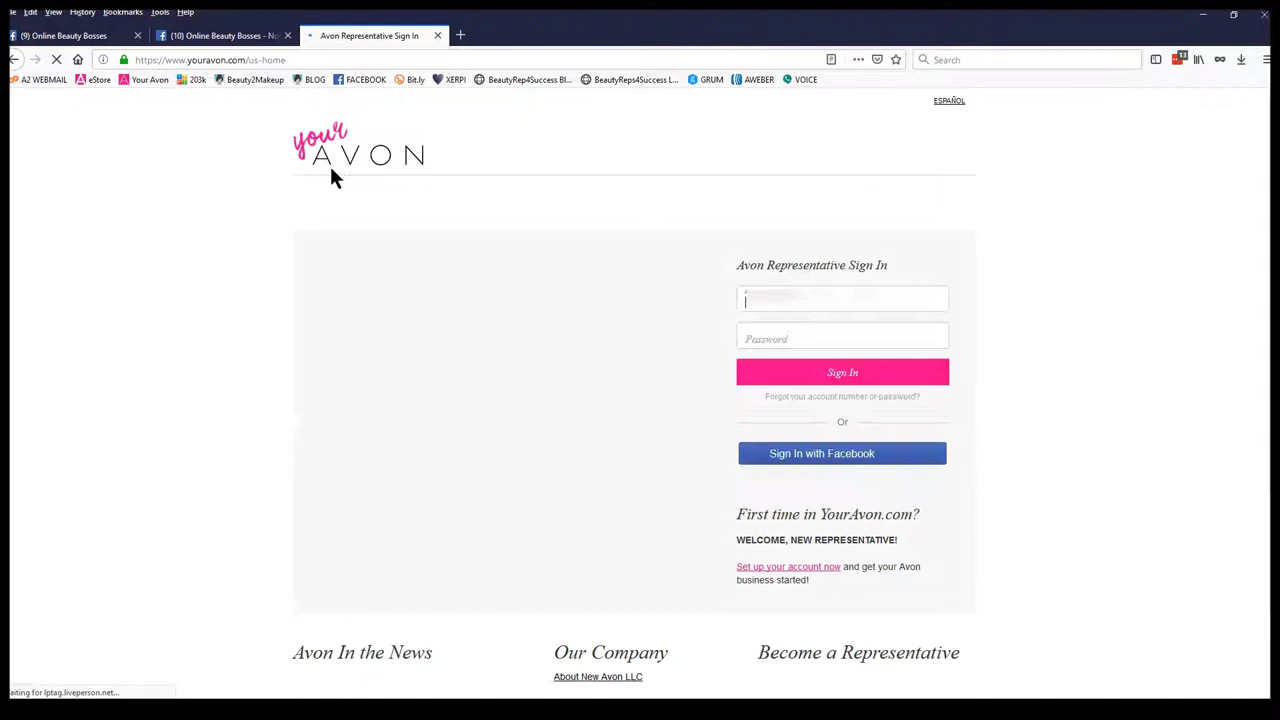 le Edit View History Bookmarks Tools Help
(9) Online Beauty Bosses
(10) Online Beauty Bosses - No
Avon Representative Sign In
https://www.youravon.com/us-home
Search
13
A2 WEBMAIL eStore Your Avon 203k Beauty2Makeup BLOG FACEBOOK Bit.ly XERPI BeautyRep4Success Bl... BeautyReps4Success L... GRUM AWEBER VOICE
ESPAÑOL
your
AVON
Avon Representative Sign In
Password
Sign In
Forgot your account number or password?
Or
Sign In with Facebook
First time in YourAvon.com?
WELCOME, NEW REPRESENTATIVE!
Set up your account now and get your Avon
business started!
Avon In the News
Our Company
Become a Representative
About New Avon LLC
aiting for lptag.liveperson.net...